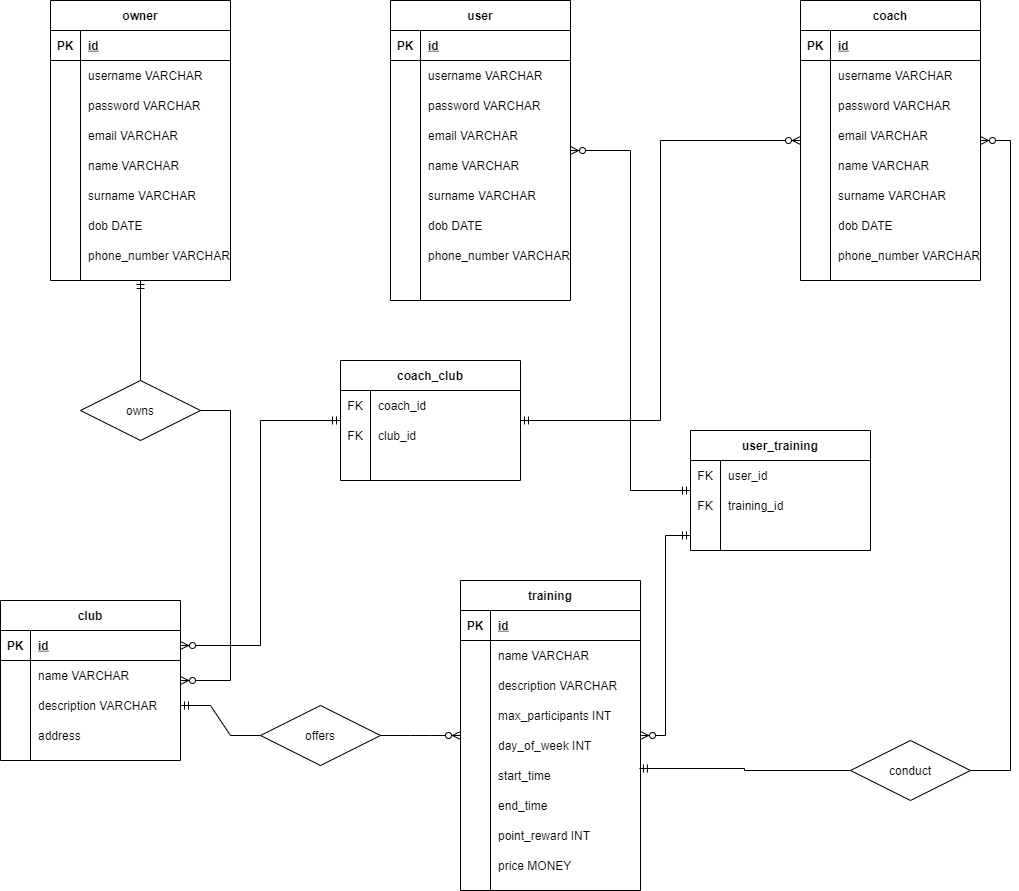 owner
PK id
username VARCHAR
password VARCHAR
email VARCHAR
name VARCHAR
surname VARCHAR
dob DATE
phone_number VARCHAR
user
PK id
username VARCHAR
password VARCHAR
email VARCHAR
name VARCHAR
surname VARCHAR
dob DATE
phone_number VARCHAR
coach
PK id
username VARCHAR
password VARCHAR
email VARCHAR
name VARCHAR
surname VARCHAR
dob DATE
phone_number VARCHAR
owns
coach_club
FK coach_id
FK club_id
user_training
FK user_id
FK training_id
club
PK id
name VARCHAR
description VARCHAR
address
offers
training
PK id
name VARCHAR
description VARCHAR
max_participants INT
day_of_week INT
start_time
end_time
point_reward INT
price MONEY
conduct